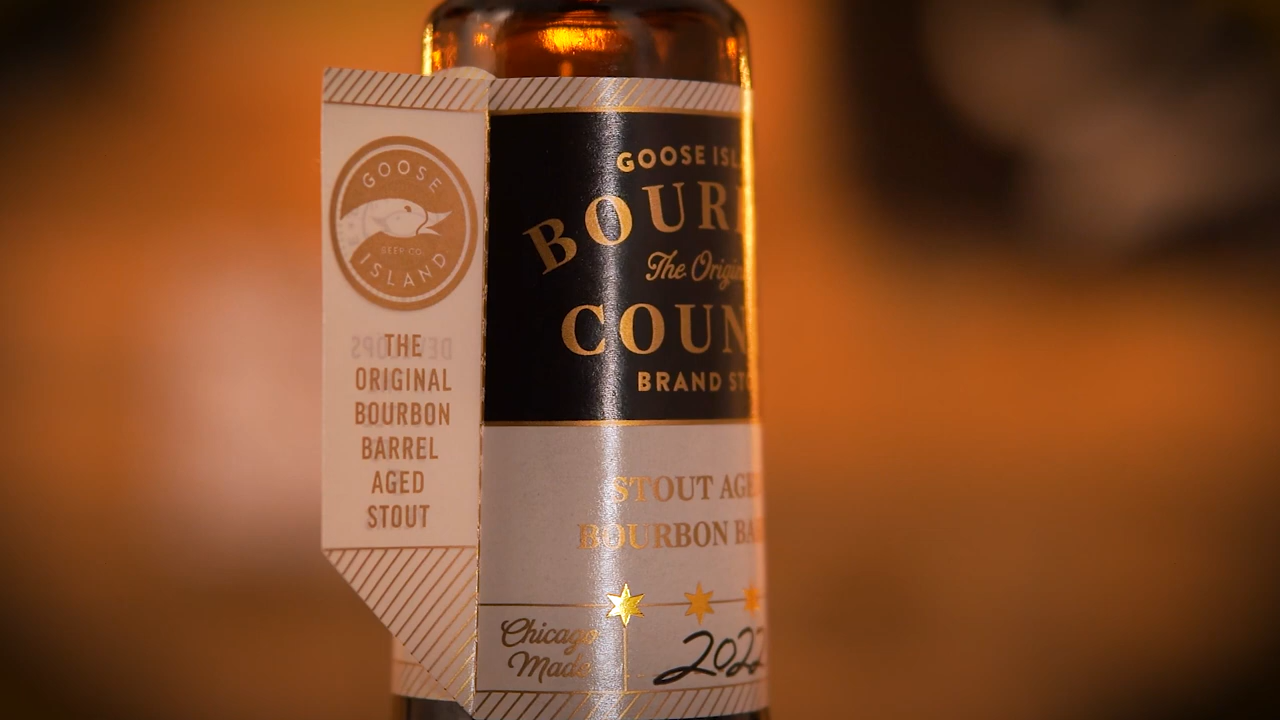 GOOSE
BEER CO.
ISLAND
THE
ORIGINAL
BOURBON
BARREL
AGED
STOUT
GOOSE ISL
BOUR
The Origin
COUN
BRAND STO
STOUT AGE
BOURBON BA
Chicago
Made
2022